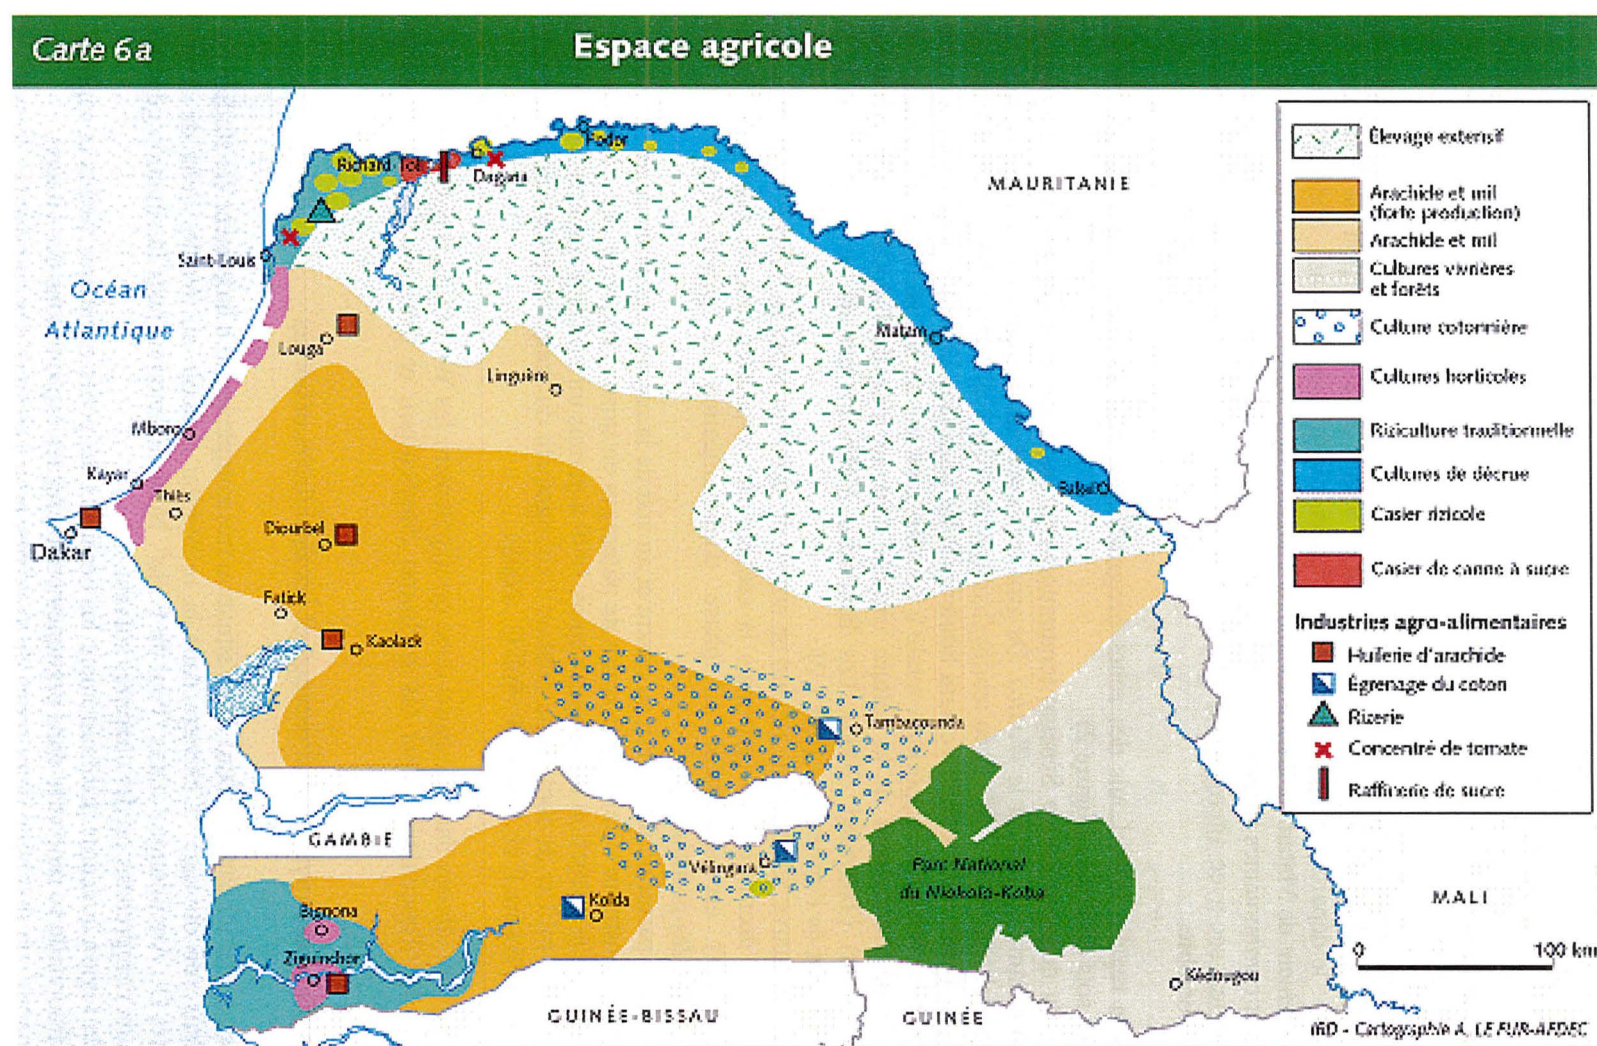 Carte 6a
Espace agricole
Élevage extensif
Arachide et mil
(forte production)
Arachide et mil
Cultures vivrières
et forêts
Culture cotonnière
Cultures horticoles
Riziculture traditionnelle
Cultures de décrue
Casier rizicole
Casier de canne à sucre
Industries agro-alimentaires
Huilerie d'arachide
Égrenage du coton
Rizerie
Concentré de tomate
Raffinerie de sucre
MAURITANIE
Podor
Richard-Toll
Dagana
Saint-Louis
Océan
Atlantique
Matam
Louga
Linguère
Mboro
Kayar
Thiès
Bakel
Dakar
Diourbel
Fatick
Kaolack
Tambacounda
GAMBIE
Vélingara
Parc National
du Niokolo-Koba
Kolda
Bignona
Ziguinchor
MALI
0 100 km
Kédougou
GUINÉE-BISSAU
GUINÉE
IRD - Cartographie A. LE FUR-AFDEC